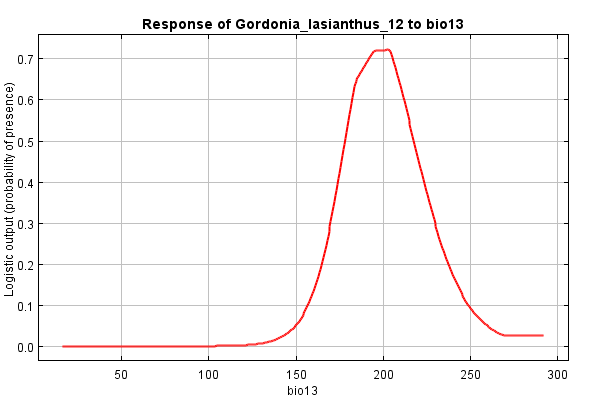 Response of Gordonia_lasianthus_12 to bio13
Logistic output (probability of presence)
0.7
0.6
0.5
0.4
0.3
0.2
0.1
0.0
50 100 150 200 250 300
bio13